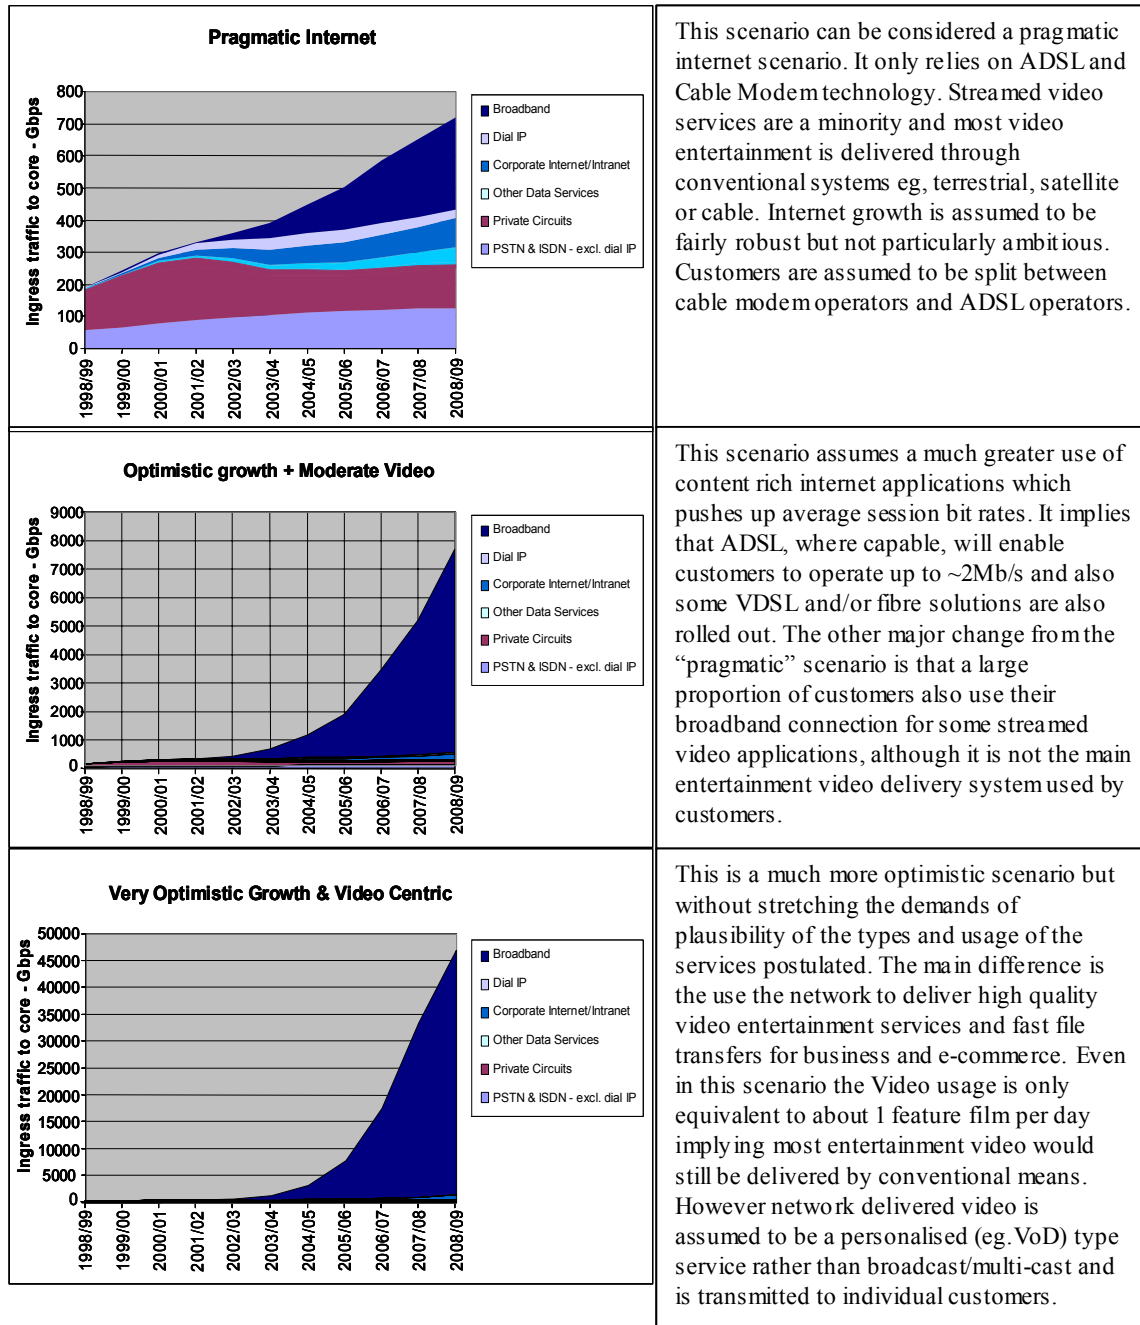 Pragmatic Internet
Ingress traffic to core - Gbps
800
700
600
500
400
300
200
100
0
1998/99
1999/00
2000/01
2001/02
2002/03
2003/04
2004/05
2005/06
2006/07
2007/08
2008/09
Broadband
Dial IP
Corporate Internet/Intranet
Other Data Services
Private Circuits
PSTN & ISDN - excl. dial IP
This scenario can be considered a pragmatic
internet scenario. It only relies on ADSL and
Cable Modem technology. Streamed video
services are a minority and most video
entertainment is delivered through
conventional systems eg, terrestrial, satellite
or cable. Internet growth is assumed to be
fairly robust but not particularly ambitious.
Customers are assumed to be split between
cable modem operators and ADSL operators.
Optimistic growth + Moderate Video
Ingress traffic to core - Gbps
9000
8000
7000
6000
5000
4000
3000
2000
1000
0
1998/99
1999/00
2000/01
2001/02
2002/03
2003/04
2004/05
2005/06
2006/07
2007/08
2008/09
Broadband
Dial IP
Corporate Internet/Intranet
Other Data Services
Private Circuits
PSTN & ISDN - excl. dial IP
This scenario assumes a much greater use of
content rich internet applications which
pushes up average session bit rates. It implies
that ADSL, where capable, will enable
customers to operate up to ~2Mb/s and also
some VDSL and/or fibre solutions are also
rolled out. The other major change from the
“pragmatic” scenario is that a large
proportion of customers also use their
broadband connection for some streamed
video applications, although it is not the main
entertainment video delivery system used by
customers.
Very Optimistic Growth & Video Centric
Ingress traffic to core - Gbps
50000
45000
40000
35000
30000
25000
20000
15000
10000
5000
0
1998/99
1999/00
2000/01
2001/02
2002/03
2003/04
2004/05
2005/06
2006/07
2007/08
2008/09
Broadband
Dial IP
Corporate Internet/Intranet
Other Data Services
Private Circuits
PSTN & ISDN - excl. dial IP
This is a much more optimistic scenario but
without stretching the demands of
plausibility of the types and usage of the
services postulated. The main difference is
the use the network to deliver high quality
video entertainment services and fast file
transfers for business and e-commerce. Even
in this scenario the Video usage is only
equivalent to about 1 feature film per day
implying most entertainment video would
still be delivered by conventional means.
However network delivered video is
assumed to be a personalised (eg.VoD) type
service rather than broadcast/multi-cast and
is transmitted to individual customers.